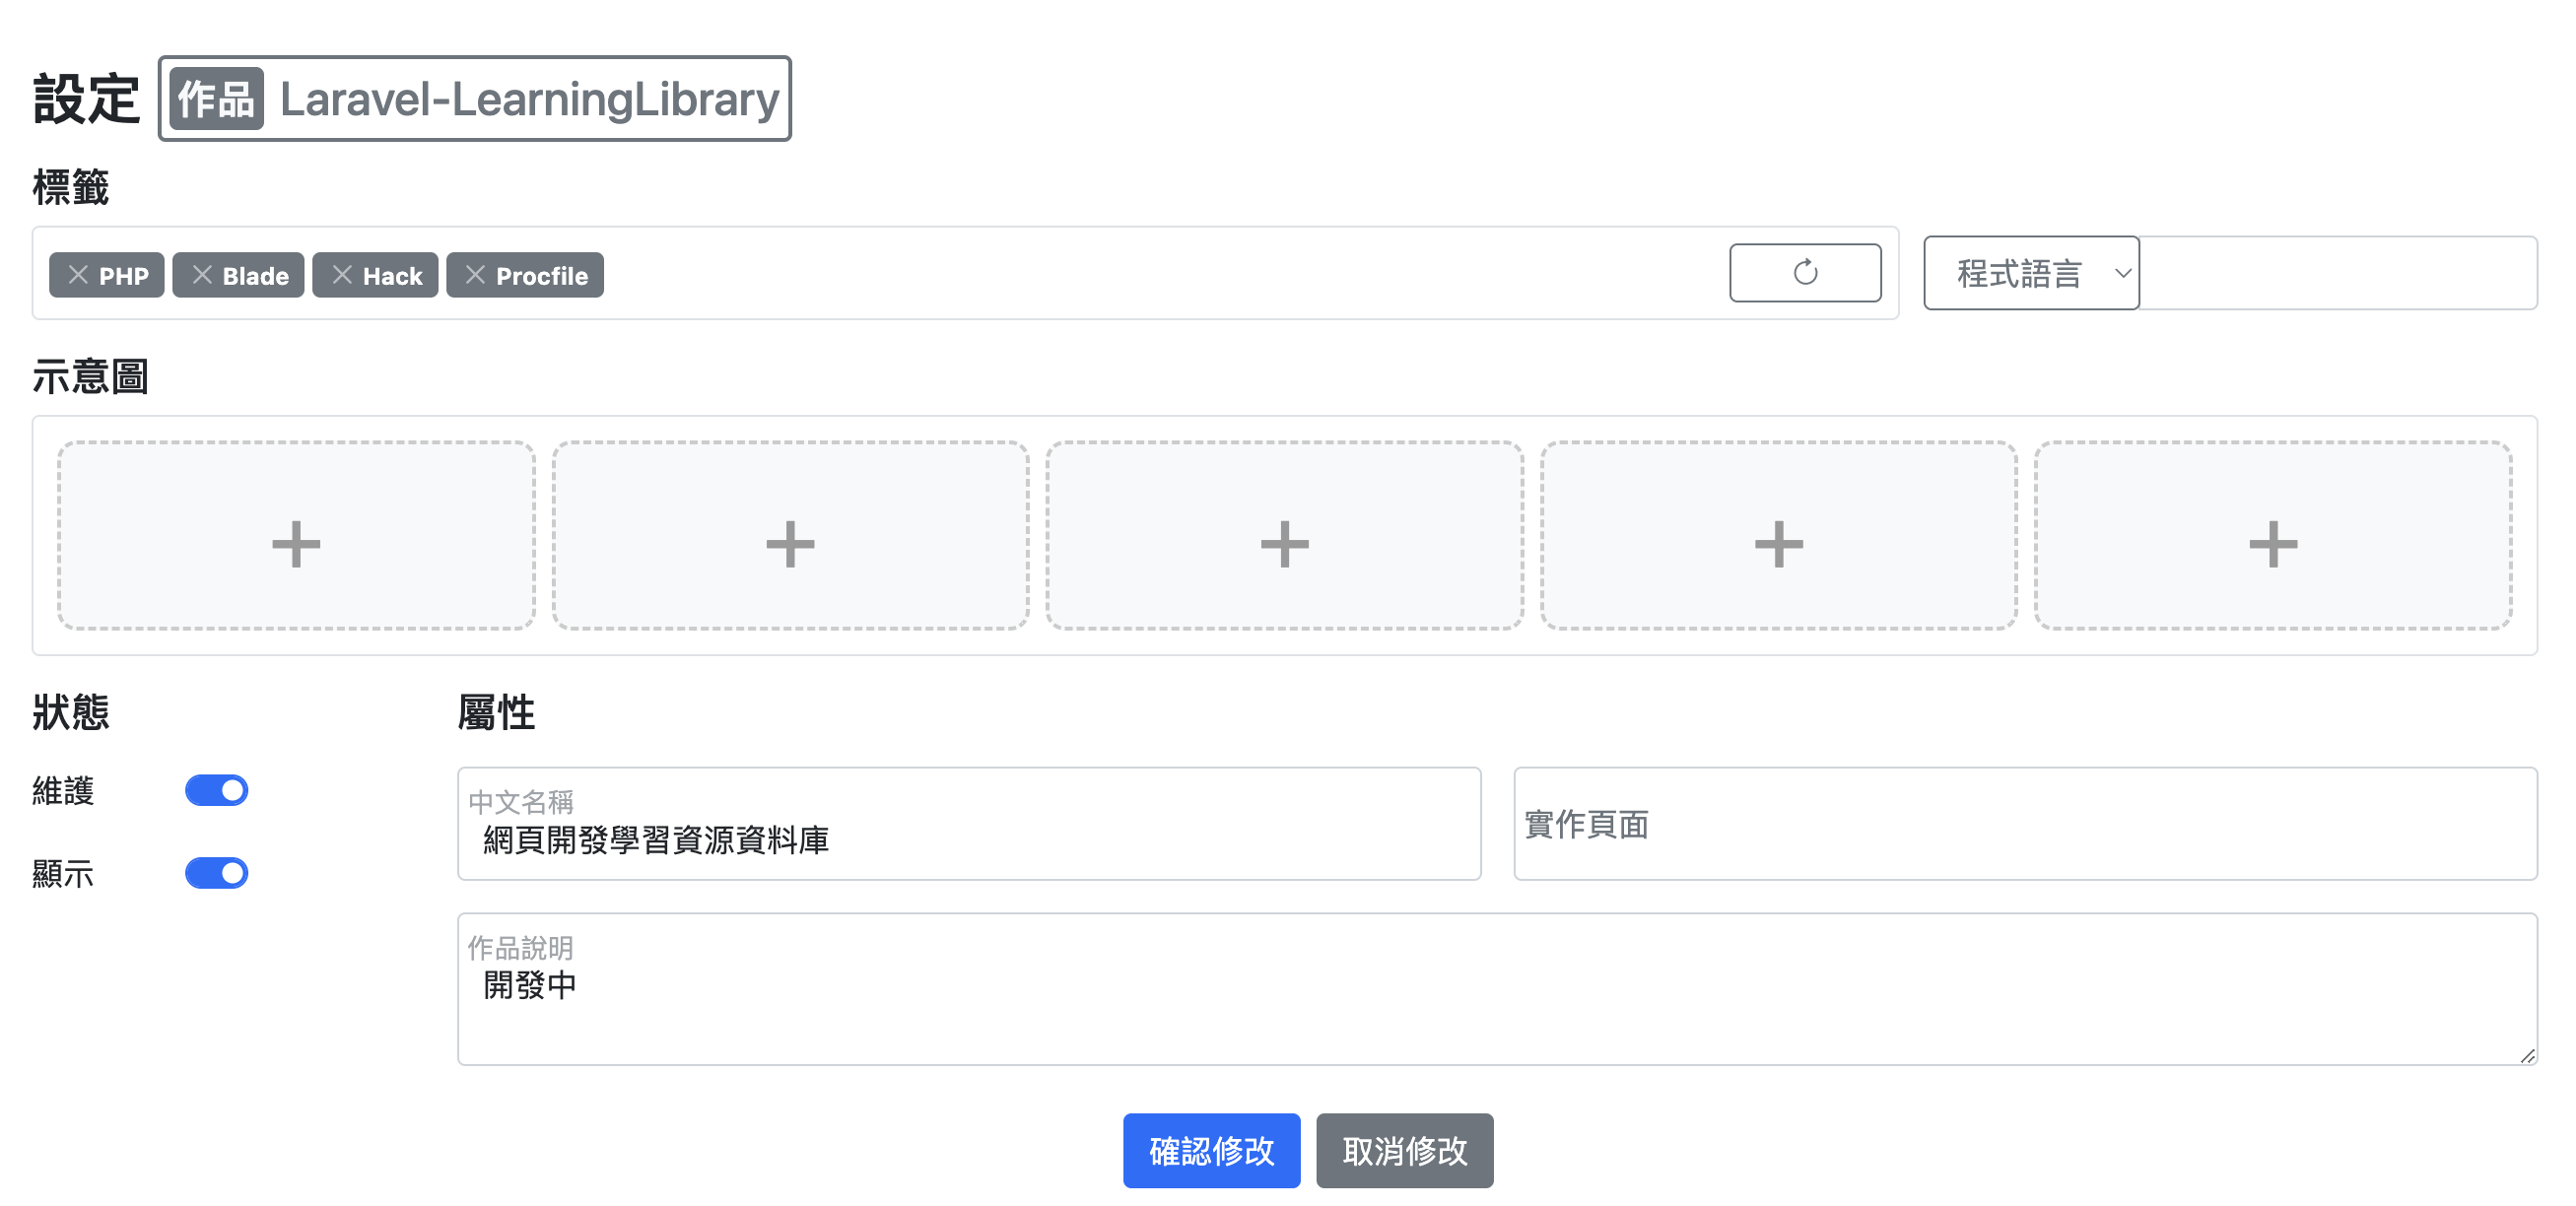 設定 作品 Laravel-LearningLibrary
標籤
PHP Blade Hack Procfile 程式語言
示意圖
狀態 屬性
維護
顯示
中文名稱
網頁開發學習資源資料庫
實作頁面
作品說明
開發中
確認修改 取消修改